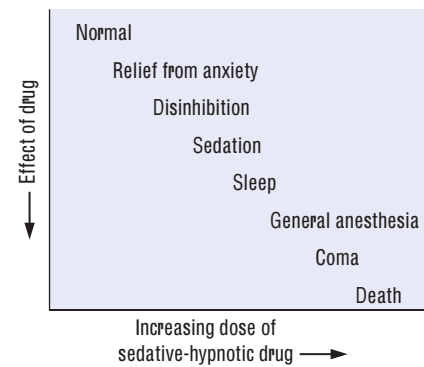 Normal
Relief from anxiety
Disinhibition
Sedation
Sleep
General anesthesia
Coma
Death
Effect of drug
Increasing dose of
sedative-hypnotic drug